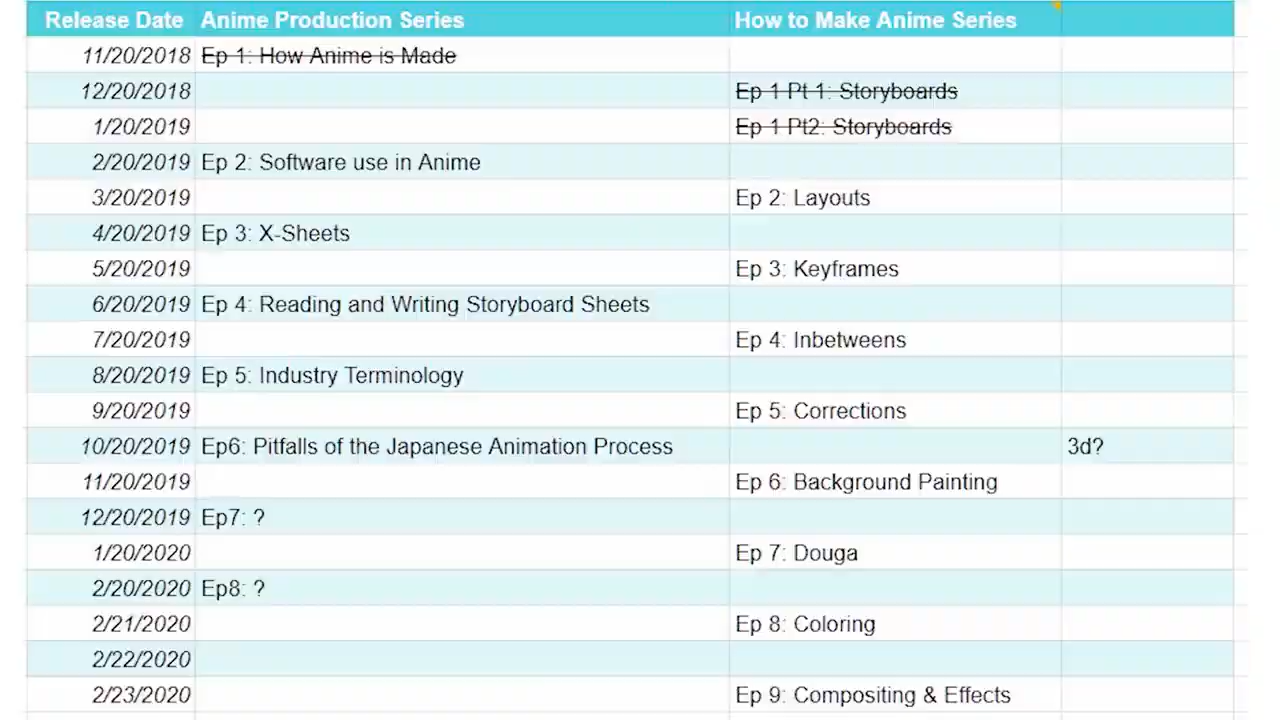 Release Date Anime Production Series How to Make Anime Series
11/20/2018 Ep 1: How Anime is Made
12/20/2018 Ep 1 Pt 1: Storyboards
1/20/2019 Ep 1 Pt2: Storyboards
2/20/2019 Ep 2: Software use in Anime
3/20/2019 Ep 2: Layouts
4/20/2019 Ep 3: X-Sheets
5/20/2019 Ep 3: Keyframes
6/20/2019 Ep 4: Reading and Writing Storyboard Sheets
7/20/2019 Ep 4: Inbetweens
8/20/2019 Ep 5: Industry Terminology
9/20/2019 Ep 5: Corrections
10/20/2019 Ep6: Pitfalls of the Japanese Animation Process 3d?
11/20/2019 Ep 6: Background Painting
12/20/2019 Ep7: ?
1/20/2020 Ep 7: Douga
2/20/2020 Ep8: ?
2/21/2020 Ep 8: Coloring
2/22/2020
2/23/2020 Ep 9: Compositing & Effects